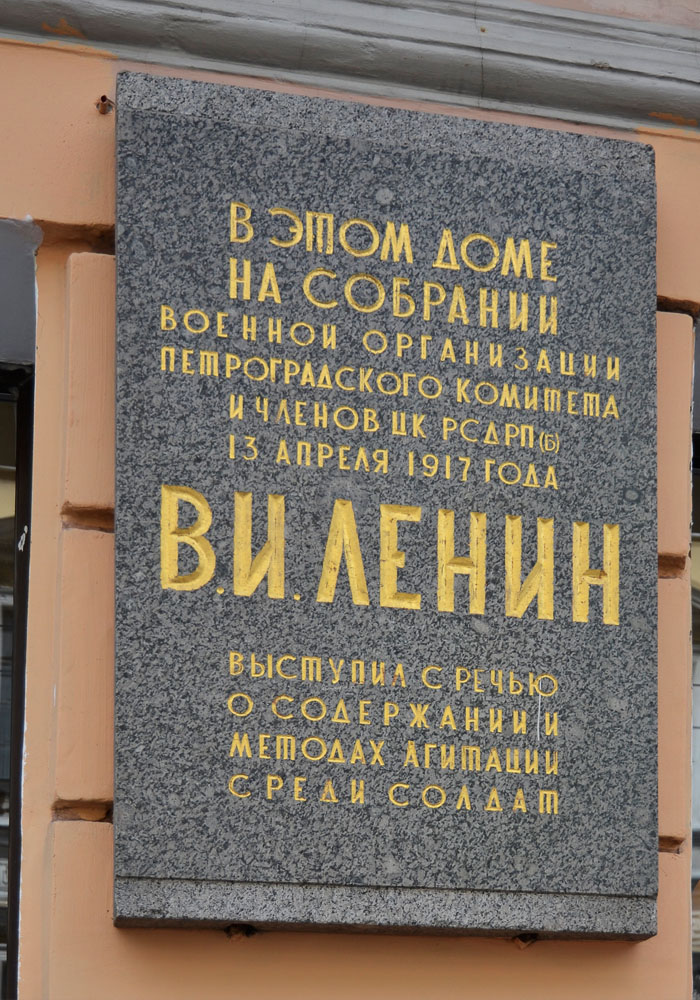 В ЭТОМ ДОМЕ
НА СОБРАНИИ
ВОЕННОЙ ОРГАНИЗАЦИИ
ПЕТРОГРАДСКОГО КОМИТЕТА
И ЧЛЕНОВ ЦК РСДРП(Б)
13 АПРЕЛЯ 1917 ГОДА
В.И.ЛЕНИН
ВЫСТУПИЛ С РЕЧЬЮ
О СОДЕРЖАНИИ И
МЕТОДАХ АГИТАЦИИ
СРЕДИ СОЛДАТ